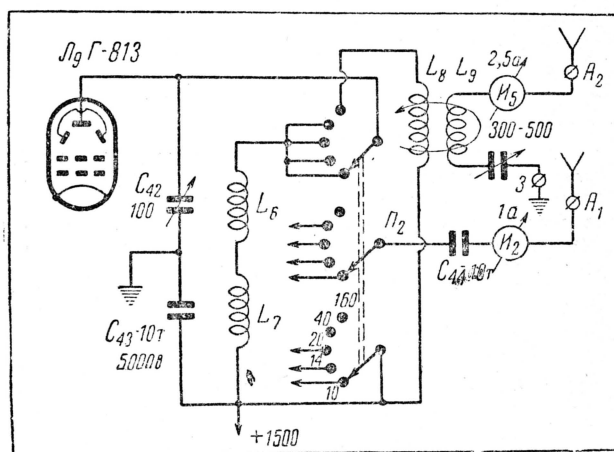 Л₉ Г-813
L₈ L₉
2,5а
И₅
A₂
300-500
C₄₂
100
L₆
П₂
З
1а
И₂
A₁
C₄₃-10т
5000в
L₇
160
40
20
14
10
+1500